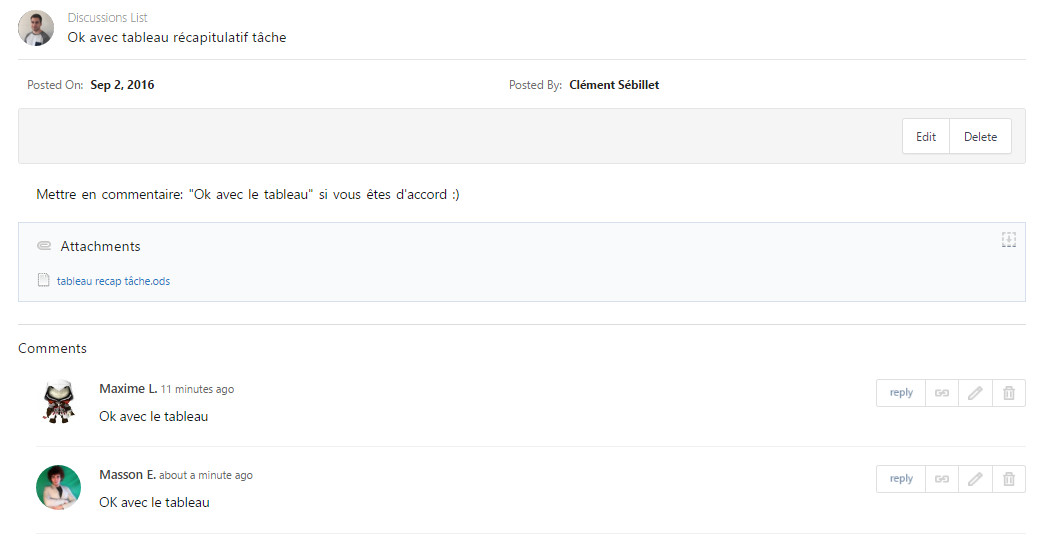 Discussions List
Ok avec tableau récapitulatif tâche
Posted On: Sep 2, 2016 Posted By: Clément Sébillet
Edit Delete
Mettre en commentaire: "Ok avec le tableau" si vous êtes d'accord :)
Attachments
tableau recap tâche.ods
Comments
Maxime L. 11 minutes ago reply
Ok avec le tableau
Masson E. about a minute ago reply
OK avec le tableau